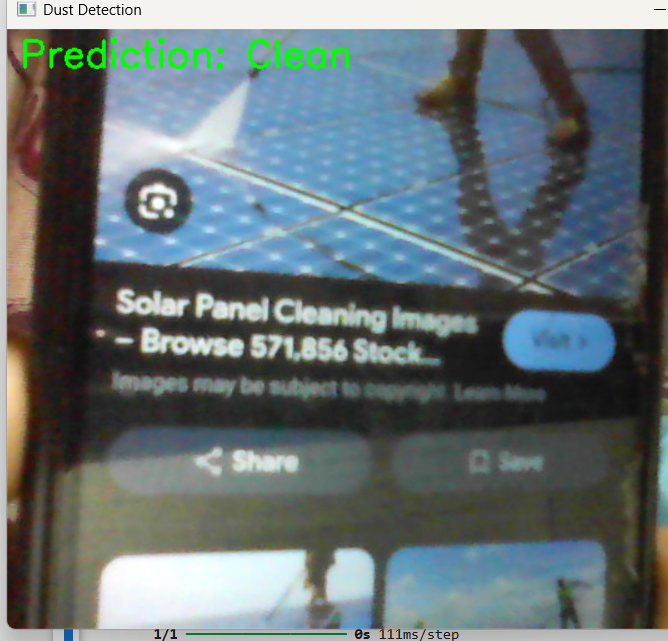 Dust Detection
Prediction: Clean
Solar Panel Cleaning Images
– Browse 571,856 Stock...
Visit >
Images may be subject to copyright. Learn More
Share
Save
1/1 0s 111ms/step